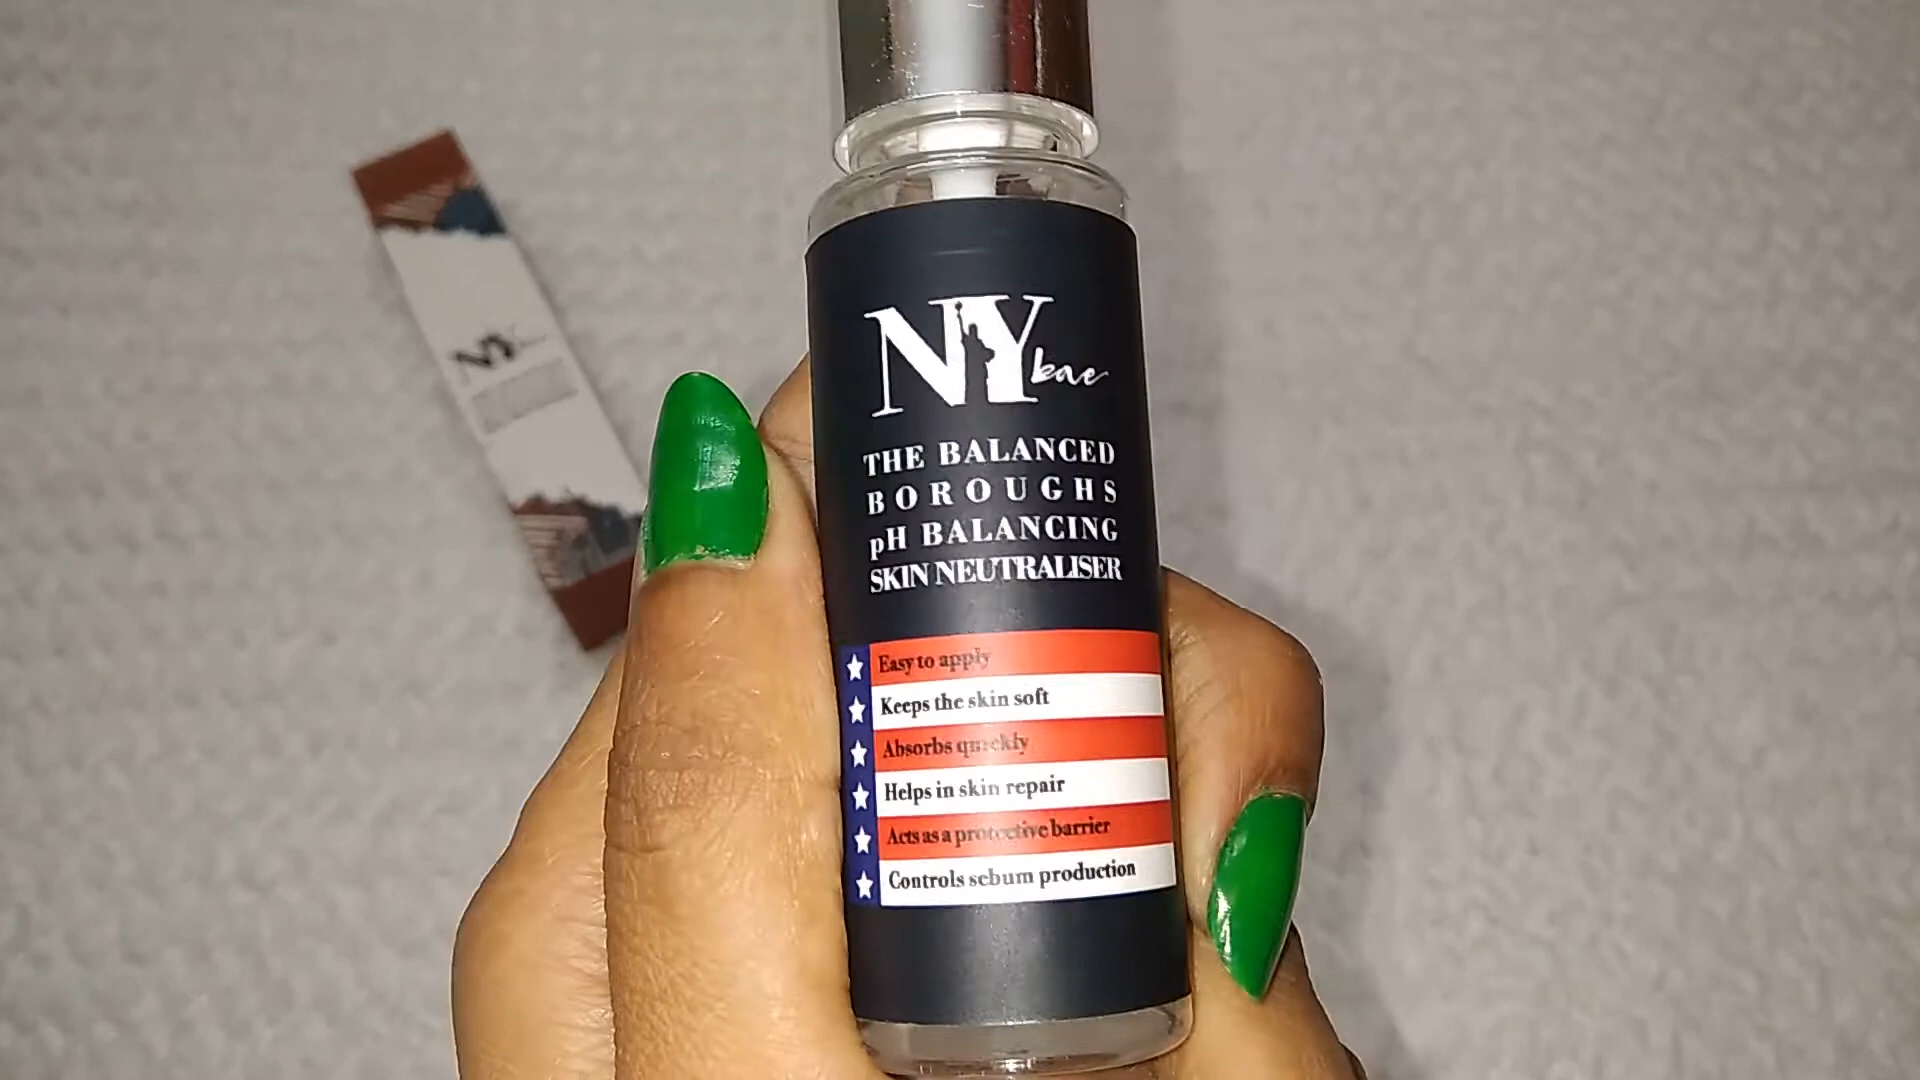 NY bae
THE BALANCED
BOROUGHS
pH BALANCING
SKIN NEUTRALISER
Easy to apply
Keeps the skin soft
Absorbs quickly
Helps in skin repair
Acts as a protective barrier
Controls sebum production
NY